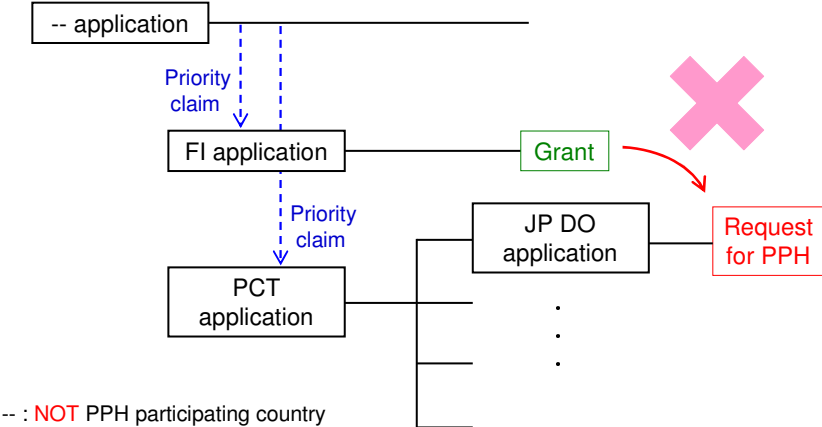 -- application
Priority
claim
FI application
Grant
Priority
claim
JP DO
application
Request
for PPH
PCT
application
-- : NOT PPH participating country